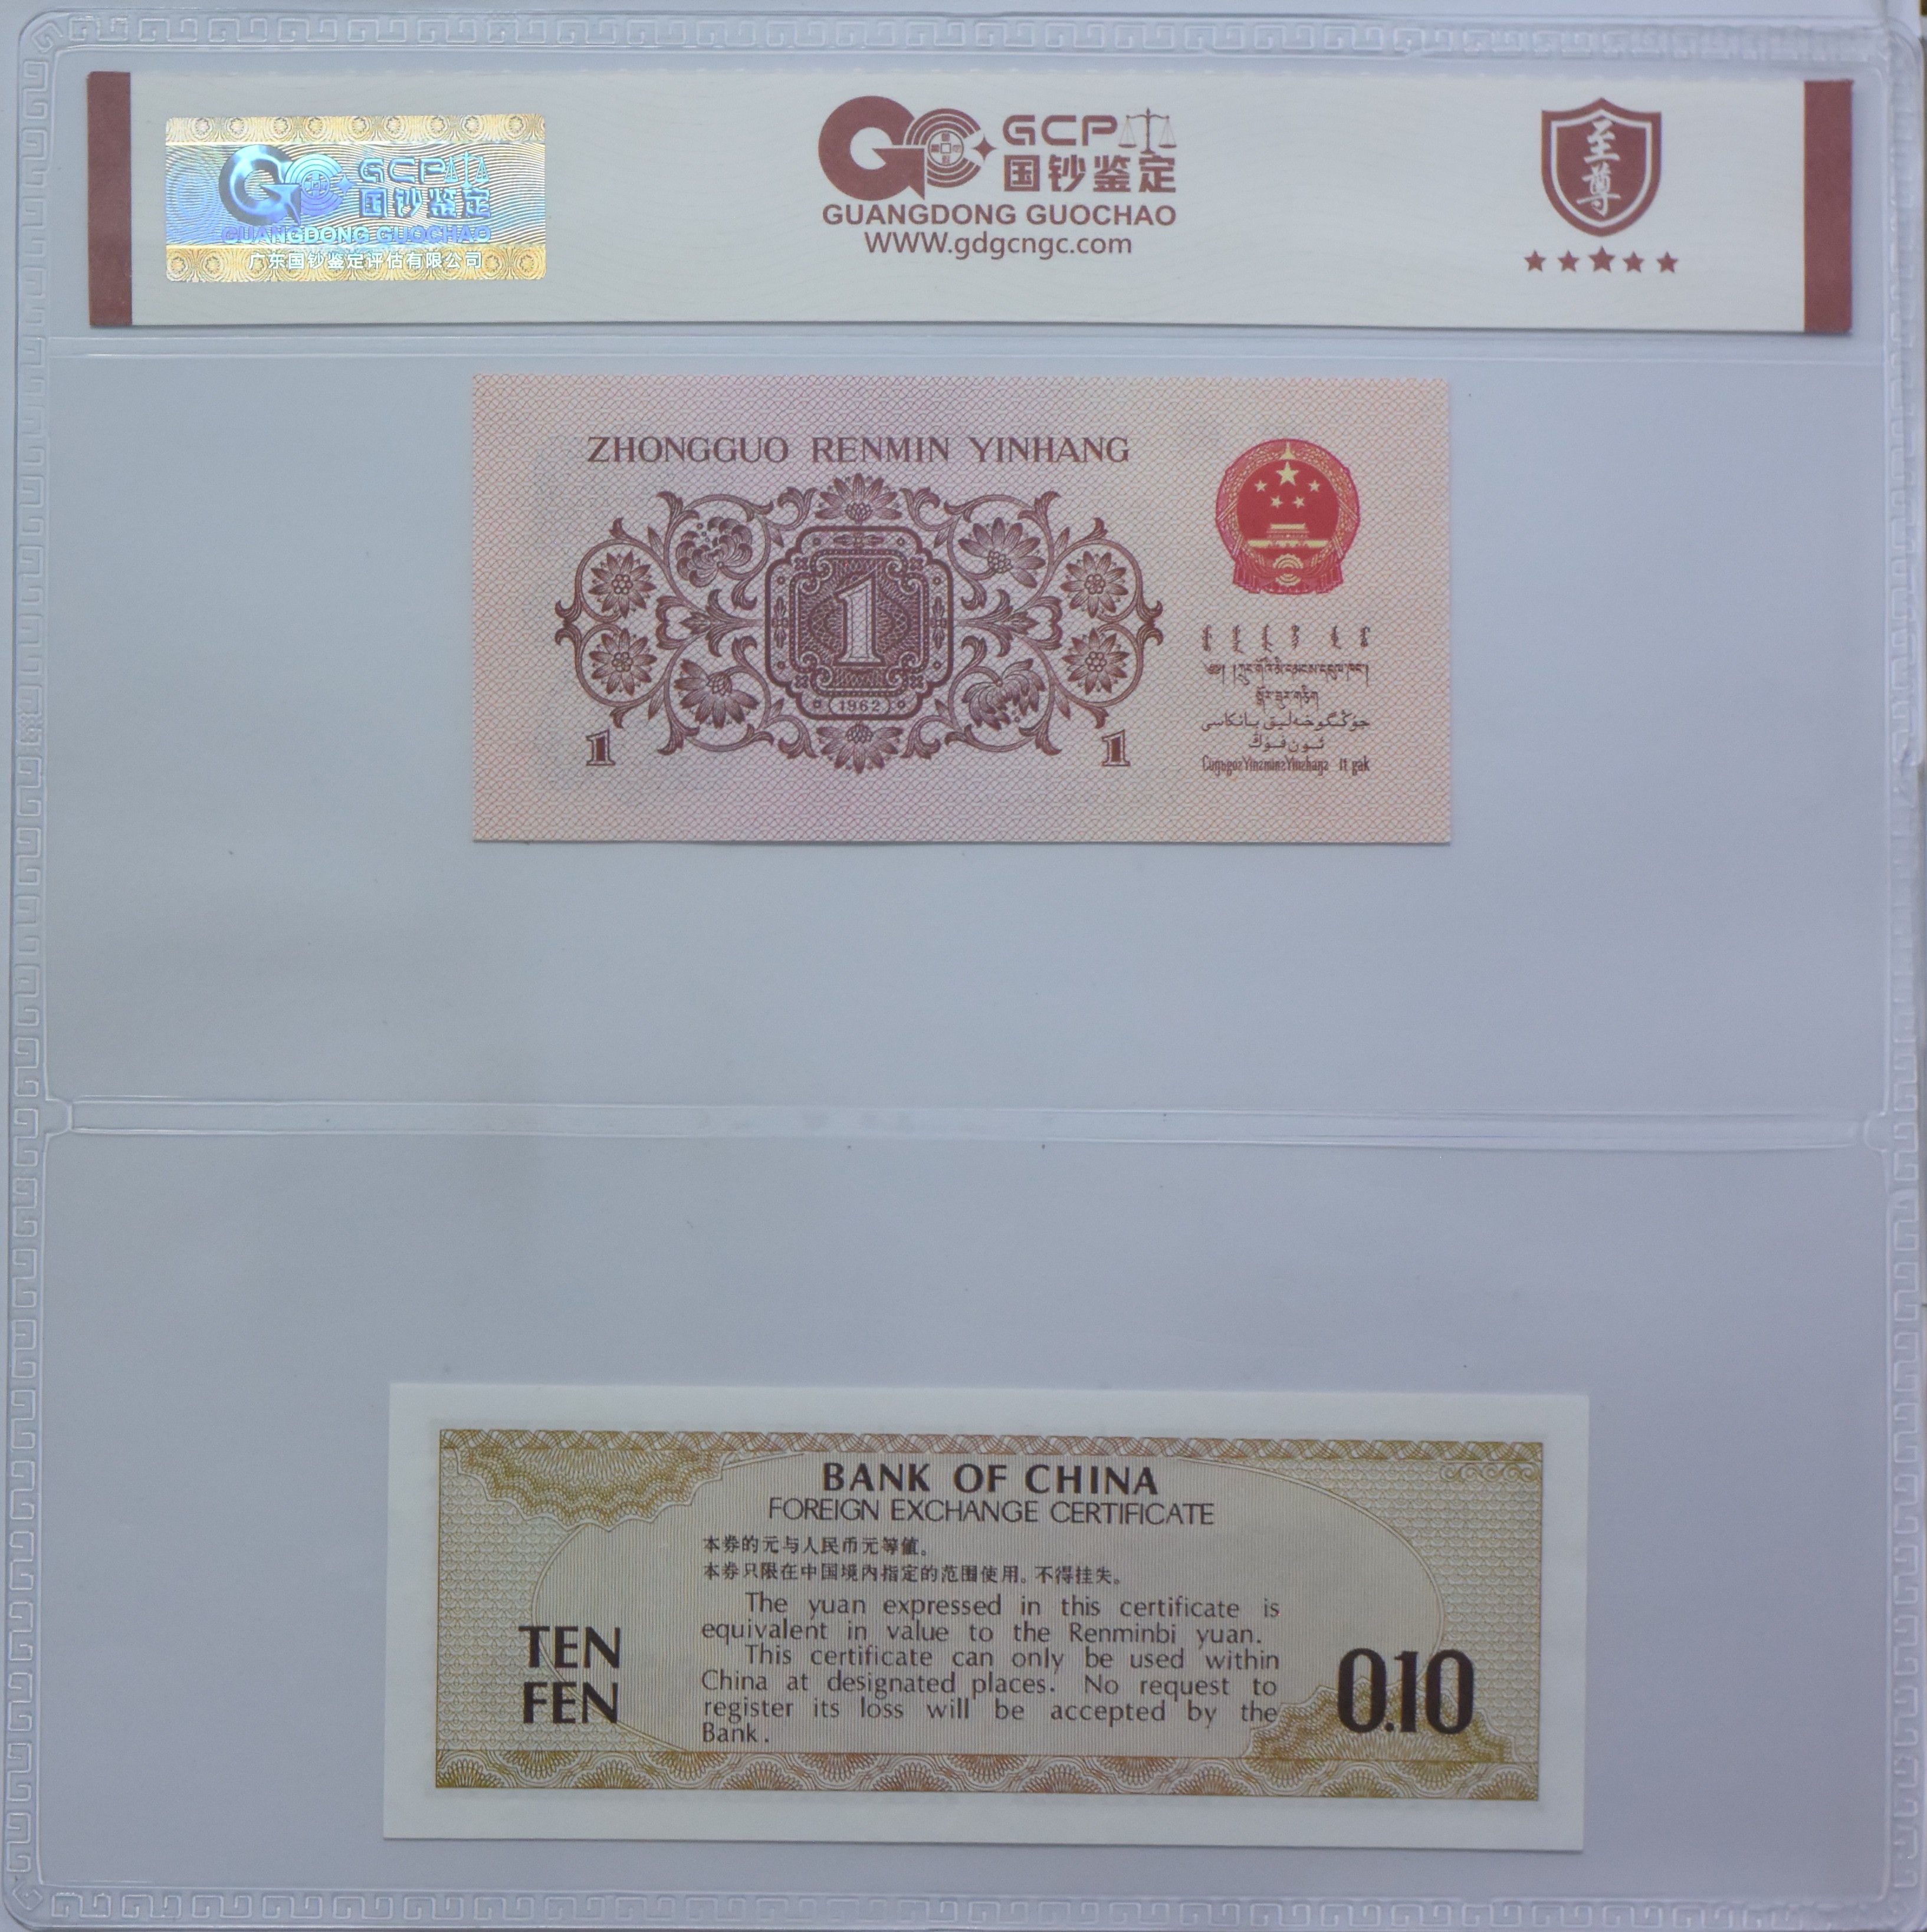 GCP
国钞鉴定
GUANGDONG GUOCHAO
广东国钞鉴定评估有限公司
GCP
国钞鉴定
GUANGDONG GUOCHAO
WWW.gdgcngc.com
至尊
ZHONGGUO RENMIN YINHANG
1
1962
1
1
جۇڭگو خەلىق بانكاسى
ئون فۇڭ
BANK OF CHINA
FOREIGN EXCHANGE CERTIFICATE
本券的元与人民币元等值。
本券只限在中国境内指定的范围使用。不得挂失。
The yuan expressed in this certificate is
equivalent in value to the Renminbi yuan.
This certificate can only be used within
China at designated places. No request to
register its loss will be accepted by the
Bank.
TEN
FEN
0.10